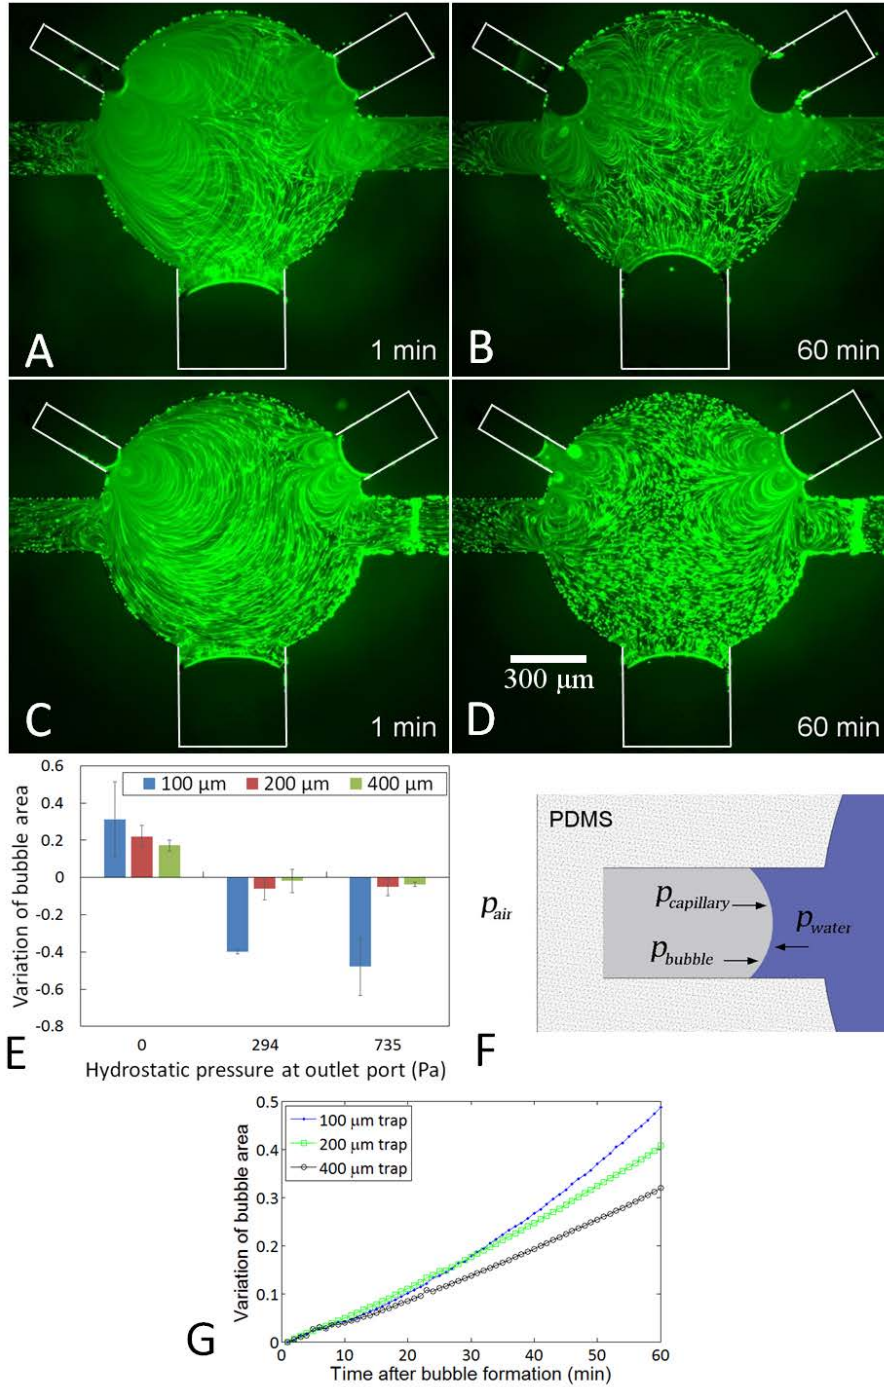 A
1 min
B
60 min
C
1 min
D
300 μm
60 min
0.6
0.4
0.2
0
-0.2
-0.4
-0.6
-0.8
100 μm
200 μm
400 μm
Variation of bubble area
0
294
735
Hydrostatic pressure at outlet port (Pa)
E
PDMS
p_air
p_capillary
p_water
p_bubble
F
0.5
0.4
0.3
0.2
0.1
0
100 μm trap
200 μm trap
400 μm trap
Variation of bubble area
0
10
20
30
40
50
60
Time after bubble formation (min)
G